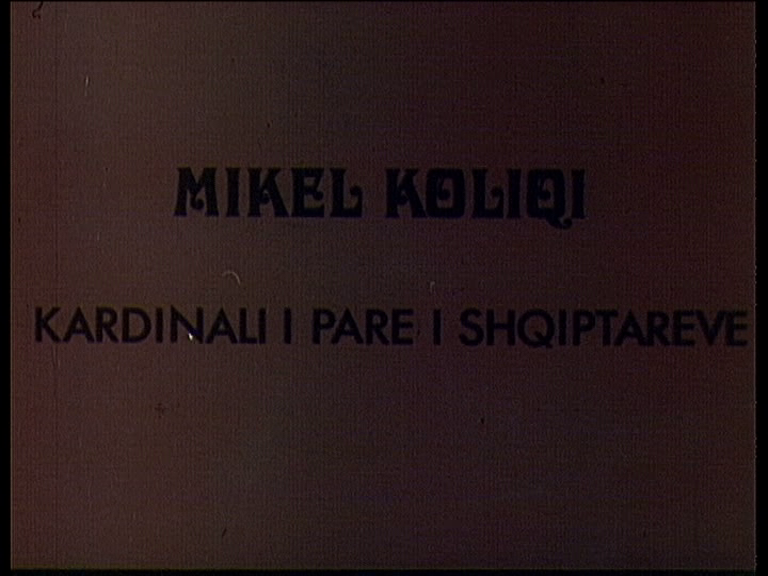 MIKEL KOLIQI
KARDINALI I PARE I SHQIPTAREVE